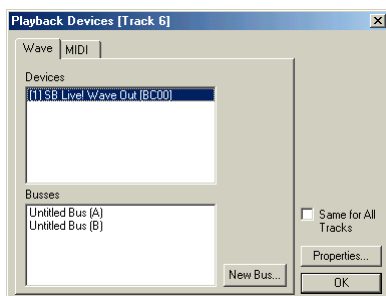 Playback Devices [Track 6]
Wave MIDI
Devices
[1] SB Live! Wave Out [BC00]
Busses
Untitled Bus (A)
Untitled Bus (B)
Same for All
Tracks
Properties...
New Bus...
OK